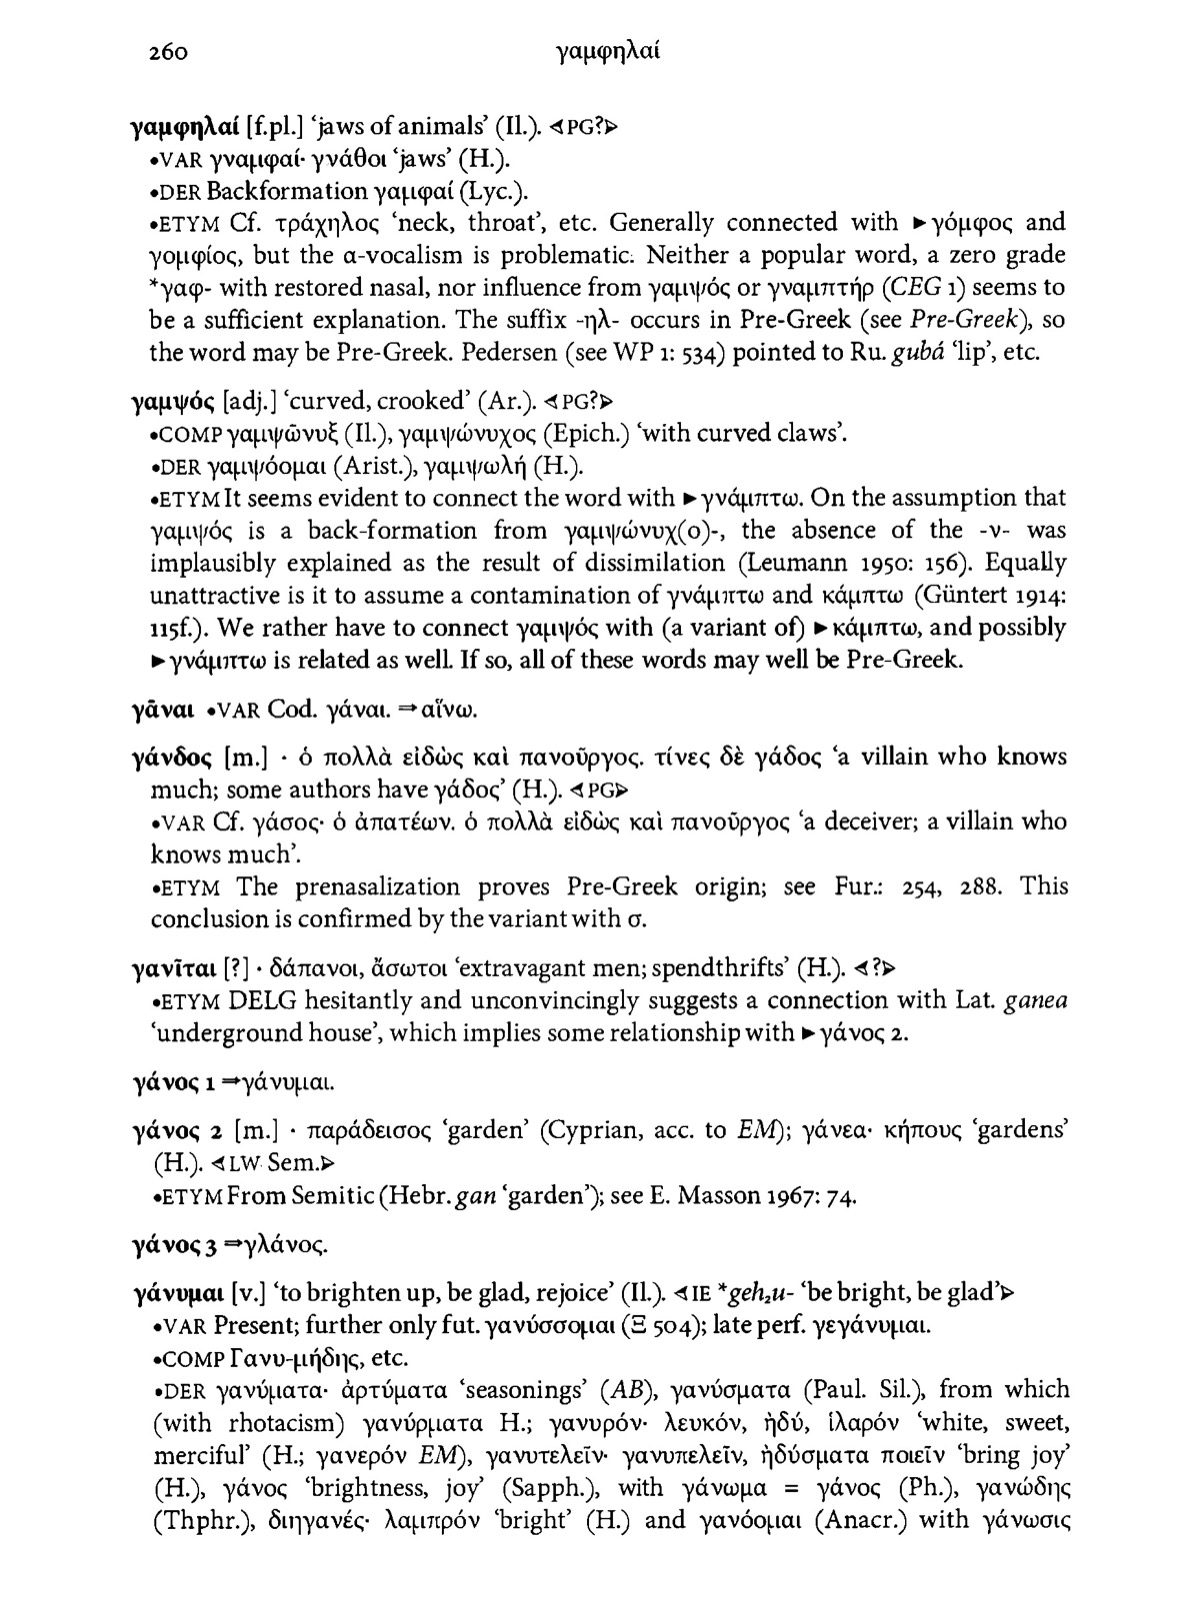 260
γαμφηλαί
γαμφηλαί [f.pl.] ‘jaws of animals’ (Il.). ⊲PG?⊳
•VAR γναμφαί· γνάθοι ‘jaws’ (H.).
•DER Backformation γαμφαί (Lyc.).
•ETYM Cf. τράχηλος ‘neck, throat’, etc. Generally connected with ►γόμφος and
γομφίος, but the α-vocalism is problematic. Neither a popular word, a zero grade
*γαφ- with restored nasal, nor influence from γαμψός or γναμπτήρ (CEG 1) seems to
be a sufficient explanation. The suffix -ηλ- occurs in Pre-Greek (see Pre-Greek), so
the word may be Pre-Greek. Pedersen (see WP 1: 534) pointed to Ru. gubá ‘lip’, etc.
γαμψός [adj.] ‘curved, crooked’ (Ar.). ⊲PG?⊳
•COMP γαμψῶνυξ (Il.), γαμψώνυχος (Epich.) ‘with curved claws’.
•DER γαμψόομαι (Arist.), γαμψωλή (H.).
•ETYM It seems evident to connect the word with ►γνάμπτω. On the assumption that
γαμψός is a back-formation from γαμψώνυχ(ο)-, the absence of the -ν- was
implausibly explained as the result of dissimilation (Leumann 1950: 156). Equally
unattractive is it to assume a contamination of γνάμπτω and κάμπτω (Güntert 1914:
115f.). We rather have to connect γαμψός with (a variant of) ►κάμπτω, and possibly
►γνάμπτω is related as well. If so, all of these words may well be Pre-Greek.
γᾶναι •VAR Cod. γάναι. ⇒αἵνω.
γάνδος [m.] · ὁ πολλὰ εἰδὼς καὶ πανοῦργος. τίνες δὲ γάδος ‘a villain who knows
much; some authors have γάδος’ (H.). ⊲PG⊳
•VAR Cf. γάσος· ὁ ἀπατέων. ὁ πολλὰ εἰδὼς καὶ πανοῦργος ‘a deceiver; a villain who
knows much’.
•ETYM The prenasalization proves Pre-Greek origin; see Fur.: 254, 288. This
conclusion is confirmed by the variant with σ.
γανῖται [?] · δάπανοι, ἄσωτοι ‘extravagant men; spendthrifts’ (H.). ⊲?⊳
•ETYM DELG hesitantly and unconvincingly suggests a connection with Lat. ganea
‘underground house’, which implies some relationship with ►γάνος 2.
γάνος 1 ⇒γάνυμαι.
γάνος 2 [m.] · παράδεισος ‘garden’ (Cyprian, acc. to EM); γάνεα· κήπους ‘gardens’
(H.). ⊲LW Sem.⊳
•ETYM From Semitic (Hebr. gan ‘garden’); see E. Masson 1967: 74.
γάνος 3 ⇒γλάνος.
γάνυμαι [v.] ‘to brighten up, be glad, rejoice’ (Il.). ⊲IE *geh₂u- ‘be bright, be glad’⊳
•VAR Present; further only fut. γανύσσομαι (Ξ 504); late perf. γεγάνυμαι.
•COMP Γανυ-μήδης, etc.
•DER γανύματα· ἀρτύματα ‘seasonings’ (AB), γανύσματα (Paul. Sil.), from which
(with rhotacism) γανύρματα H.; γανυρόν· λευκόν, ἡδύ, ἱλαρόν ‘white, sweet,
merciful’ (H.; γανερόν EM), γανυτελεῖν· γανυπελεῖν, ἡδύσματα ποιεῖν ‘bring joy’
(H.), γάνος ‘brightness, joy’ (Sapph.), with γάνωμα = γάνος (Ph.), γανώδης
(Thphr.), διηγανές· λαμπρόν ‘bright’ (H.) and γανόομαι (Anacr.) with γάνωσις